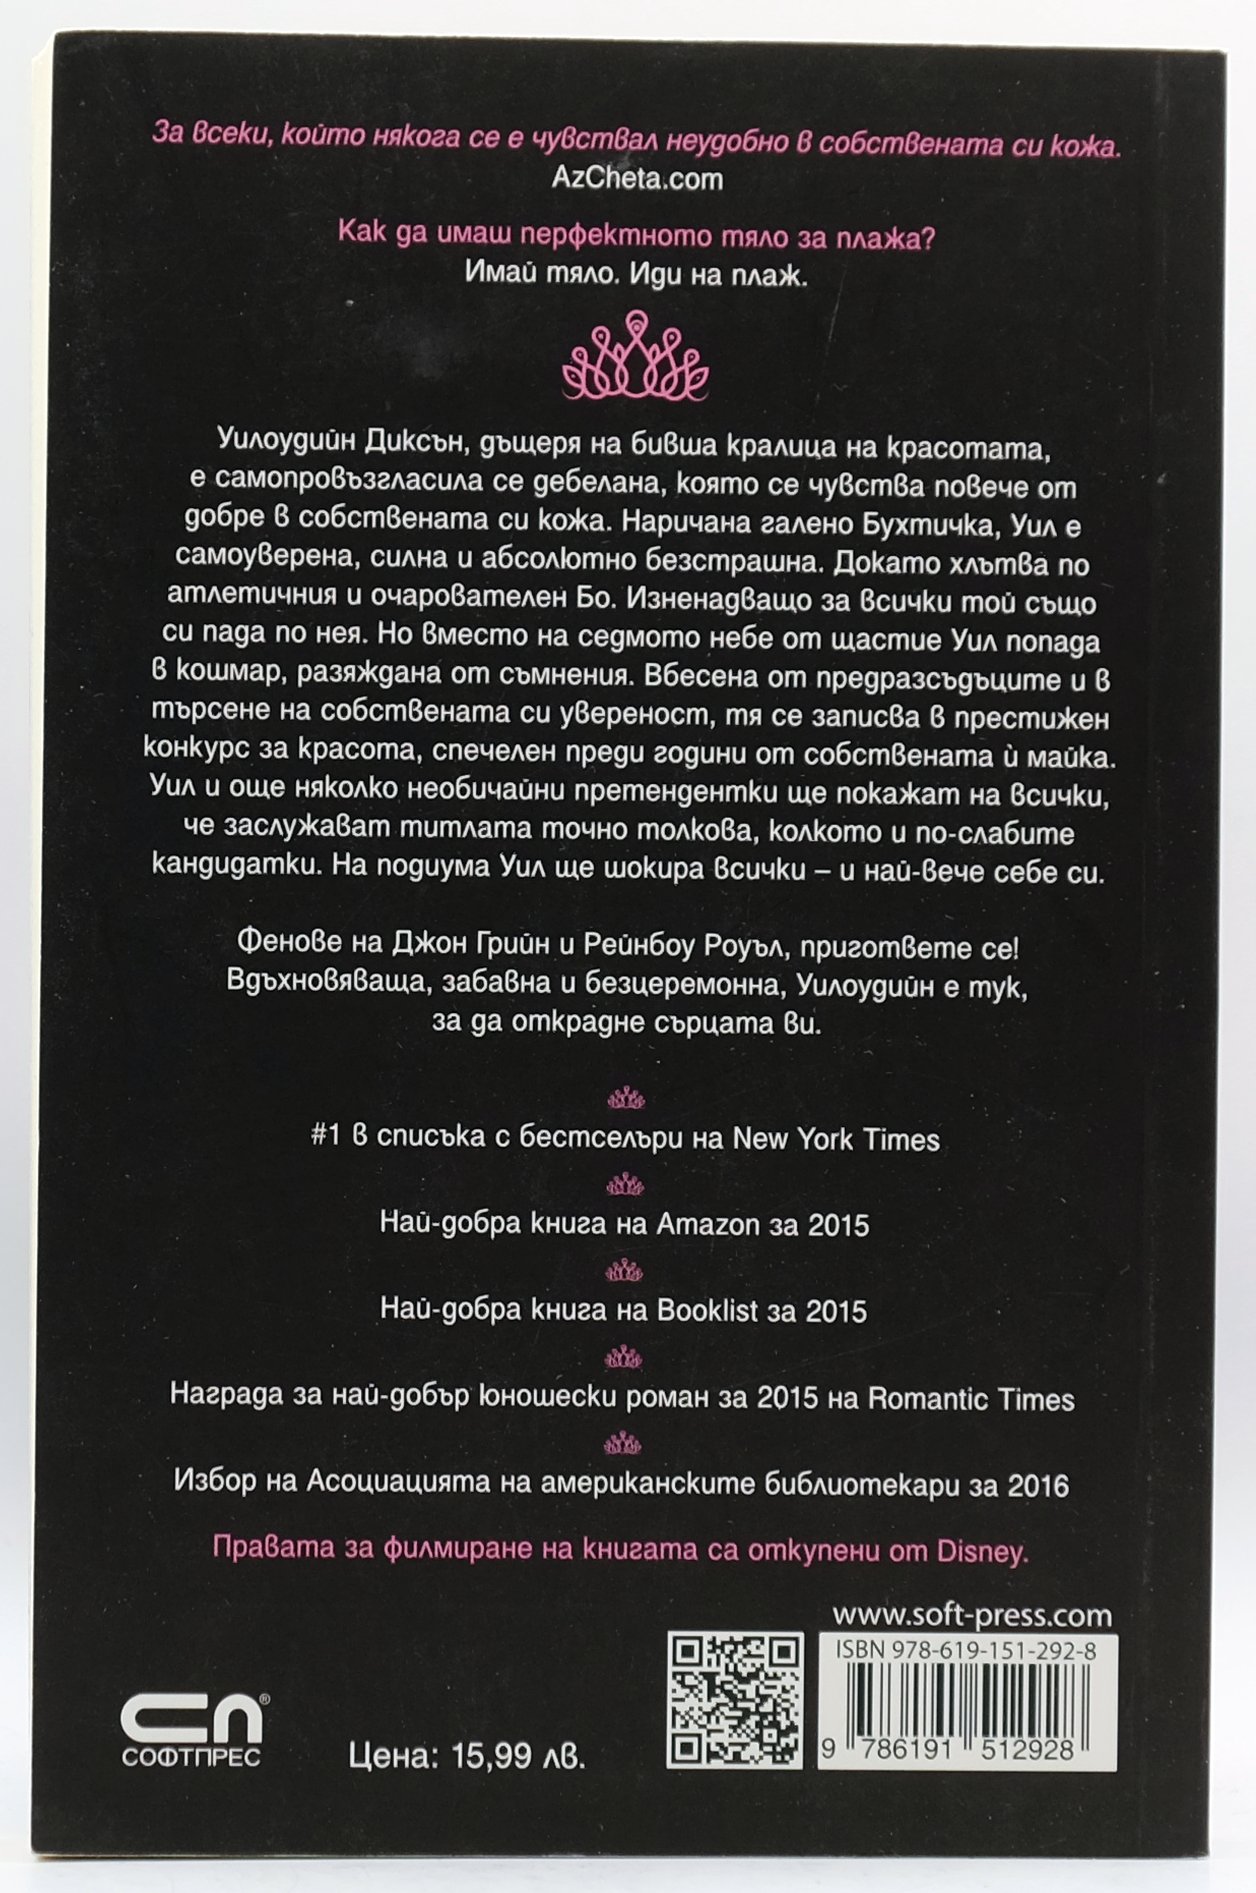 За всеки, който някога се е чувствал неудобно в собствената си кожа.
AzCheta.com
Как да имаш перфектното тяло за плажа?
Имай тяло. Иди на плаж.
Уилоудийн Диксън, дъщеря на бивша кралица на красотата,
е самопровъзгласила се дебелана, която се чувства повече от
добре в собствената си кожа. Наричана галено Бухтичка, Уил е
самоуверена, силна и абсолютно безстрашна. Докато хлътва по
атлетичния и очарователен Бо. Изненадващо за всички той също
си пада по нея. Но вместо на седмото небе от щастие Уил попада
в кошмар, разяждана от съмнения. Вбесена от предразсъдъците и в
търсене на собствената си увереност, тя се записва в престижен
конкурс за красота, спечелен преди години от собствената ѝ майка.
Уил и още няколко необичайни претендентки ще покажат на всички,
че заслужават титлата точно толкова, колкото и по-слабите
кандидатки. На подиума Уил ще шокира всички – и най-вече себе си.
Фенове на Джон Грийн и Рейнбоу Роуъл, пригответе се!
Вдъхновяваща, забавна и безцеремонна, Уилоудийн е тук,
за да открадне сърцата ви.
#1 в списъка с бестселъри на New York Times
Най-добра книга на Amazon за 2015
Най-добра книга на Booklist за 2015
Награда за най-добър юношески роман за 2015 на Romantic Times
Избор на Асоциацията на американските библиотекари за 2016
Правата за филмиране на книгата са откупени от Disney.
www.soft-press.com
ISBN 978-619-151-292-8
9 786191 512928
СП®
СОФТПРЕС
Цена: 15,99 лв.